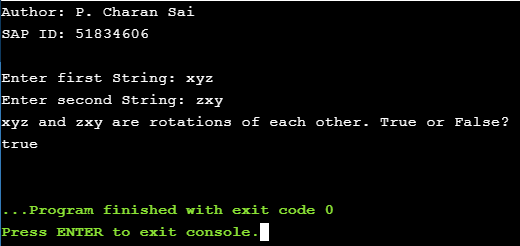 Author: P. Charan Sai
SAP ID: 51834606
Enter first String: xyz
Enter second String: zxy
xyz and zxy are rotations of each other. True or False?
true
...Program finished with exit code 0
Press ENTER to exit console.